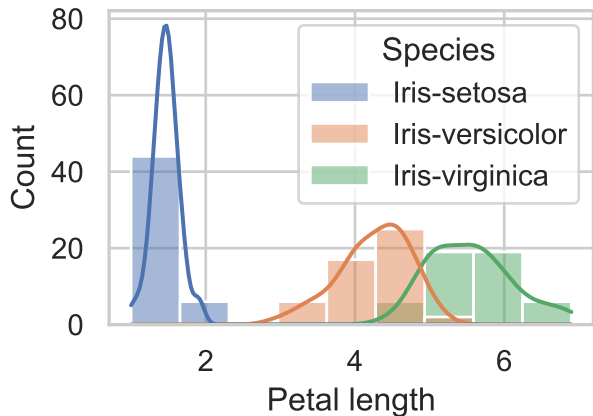 80
60
40
20
0
Count
Species
Iris-setosa
Iris-versicolor
Iris-virginica
2 4 6
Petal length